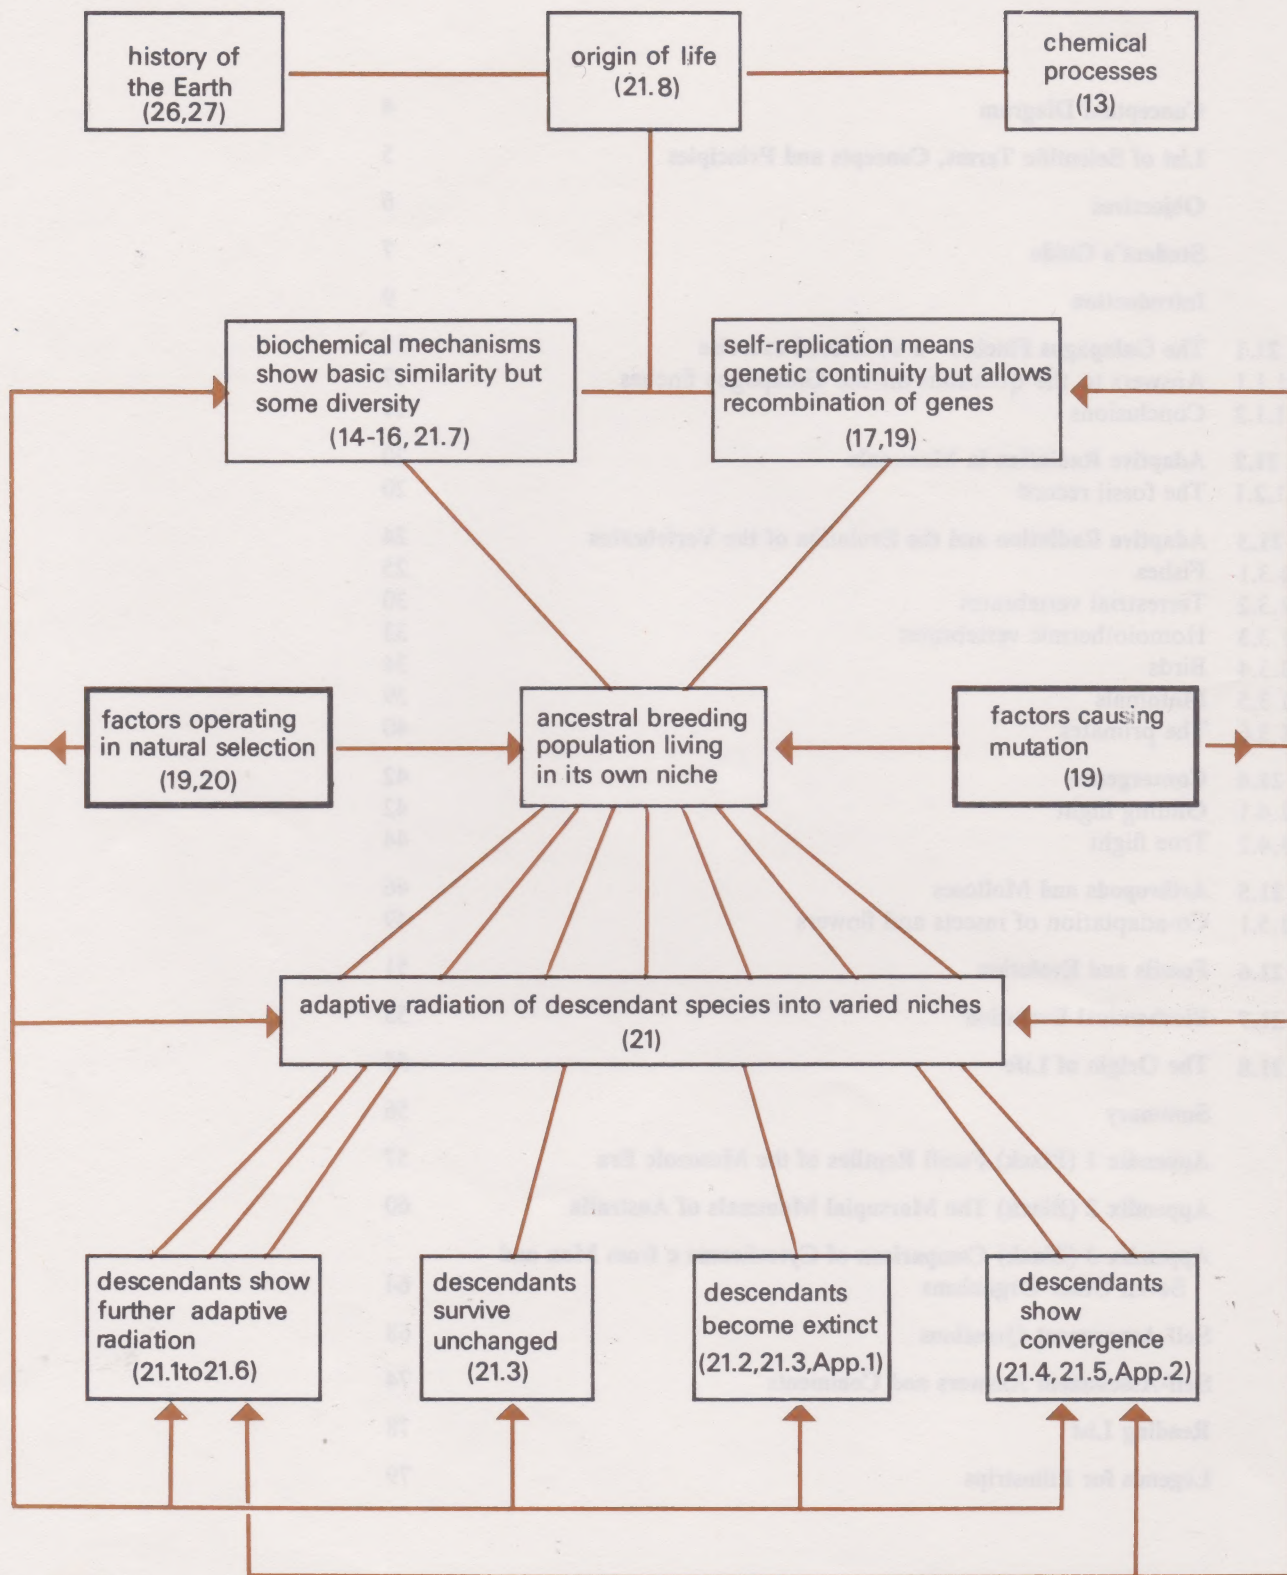 history of
the Earth
(26,27)
origin of life
(21.8)
chemical
processes
(13)
biochemical mechanisms
show basic similarity but
some diversity
(14-16, 21.7)
self-replication means
genetic continuity but allows
recombination of genes
(17,19)
factors operating
in natural selection
(19,20)
ancestral breeding
population living
in its own niche
factors causing
mutation
(19)
adaptive radiation of descendant species into varied niches
(21)
descendants show
further adaptive
radiation
(21.1to21.6)
descendants
survive
unchanged
(21.3)
descendants
become extinct
(21.2,21.3,App.1)
descendants
show
convergence
(21.4,21.5,App.2)